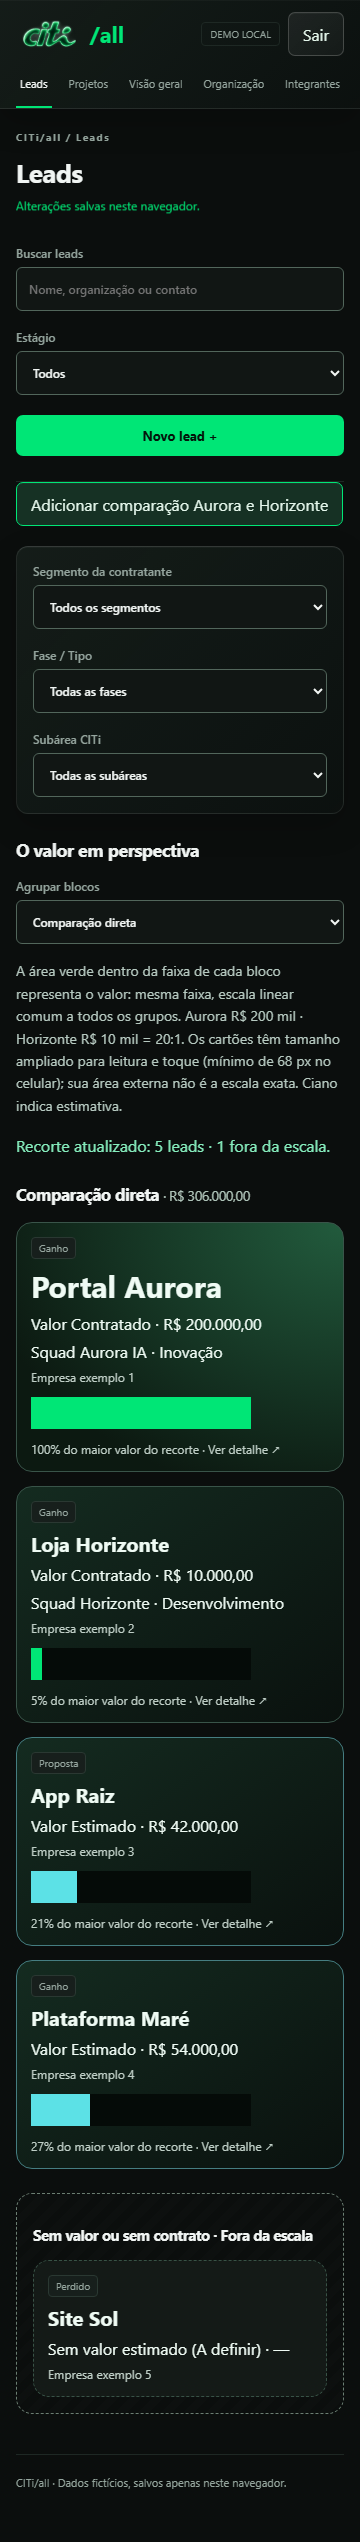 citi /all
DEMO LOCAL
Sair
Leads
Projetos
Visão geral
Organização
Integrantes
CITi/all / Leads
Leads
Alterações salvas neste navegador.
Buscar leads
Nome, organização ou contato
Estágio
Todos
Novo lead +
Adicionar comparação Aurora e Horizonte
Segmento da contratante
Todos os segmentos
Fase / Tipo
Todas as fases
Subárea CITi
Todas as subáreas
O valor em perspectiva
Agrupar blocos
Comparação direta
A área verde dentro da faixa de cada bloco
representa o valor: mesma faixa, escala linear
comum a todos os grupos. Aurora R$ 200 mil ·
Horizonte R$ 10 mil = 20:1. Os cartões têm tamanho
ampliado para leitura e toque (mínimo de 68 px no
celular); sua área externa não é a escala exata. Ciano
indica estimativa.
Recorte atualizado: 5 leads · 1 fora da escala.
Comparação direta · R$ 306.000,00
Ganho
Portal Aurora
Valor Contratado · R$ 200.000,00
Squad Aurora IA · Inovação
Empresa exemplo 1
100% do maior valor do recorte · Ver detalhe ↗
Ganho
Loja Horizonte
Valor Contratado · R$ 10.000,00
Squad Horizonte · Desenvolvimento
Empresa exemplo 2
5% do maior valor do recorte · Ver detalhe ↗
Proposta
App Raiz
Valor Estimado · R$ 42.000,00
Empresa exemplo 3
21% do maior valor do recorte · Ver detalhe ↗
Ganho
Plataforma Maré
Valor Estimado · R$ 54.000,00
Empresa exemplo 4
27% do maior valor do recorte · Ver detalhe ↗
Sem valor ou sem contrato · Fora da escala
Perdido
Site Sol
Sem valor estimado (A definir) · —
Empresa exemplo 5
CITi/all · Dados fictícios, salvos apenas neste navegador.